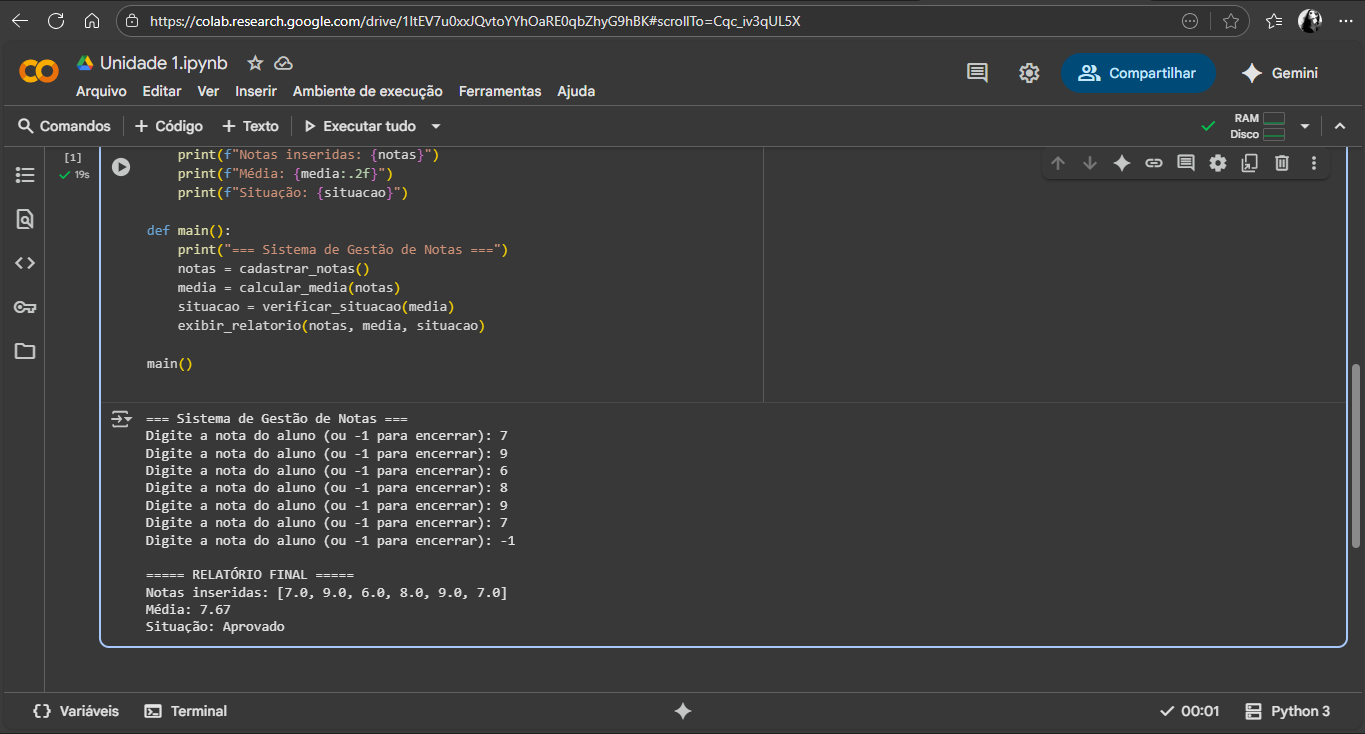 https://colab.research.google.com/drive/1ltEV7u0xxJQvtoYYhOaRE0qbZhyG9hBK#scrollTo=Cqc_iv3qUL5X
Unidade 1.ipynb
Arquivo Editar Ver Inserir Ambiente de execução Ferramentas Ajuda
Compartilhar
Gemini
Comandos + Código + Texto Executar tudo
RAM
Disco
[1]
19s
print(f"Notas inseridas: {notas}")
print(f"Média: {media:.2f}")
print(f"Situação: {situacao}")
def main():
print("=== Sistema de Gestão de Notas ===")
notas = cadastrar_notas()
media = calcular_media(notas)
situacao = verificar_situacao(media)
exibir_relatorio(notas, media, situacao)
main()
=== Sistema de Gestão de Notas ===
Digite a nota do aluno (ou -1 para encerrar): 7
Digite a nota do aluno (ou -1 para encerrar): 9
Digite a nota do aluno (ou -1 para encerrar): 6
Digite a nota do aluno (ou -1 para encerrar): 8
Digite a nota do aluno (ou -1 para encerrar): 9
Digite a nota do aluno (ou -1 para encerrar): 7
Digite a nota do aluno (ou -1 para encerrar): -1
===== RELATÓRIO FINAL =====
Notas inseridas: [7.0, 9.0, 6.0, 8.0, 9.0, 7.0]
Média: 7.67
Situação: Aprovado
{} Variáveis Terminal 00:01 Python 3